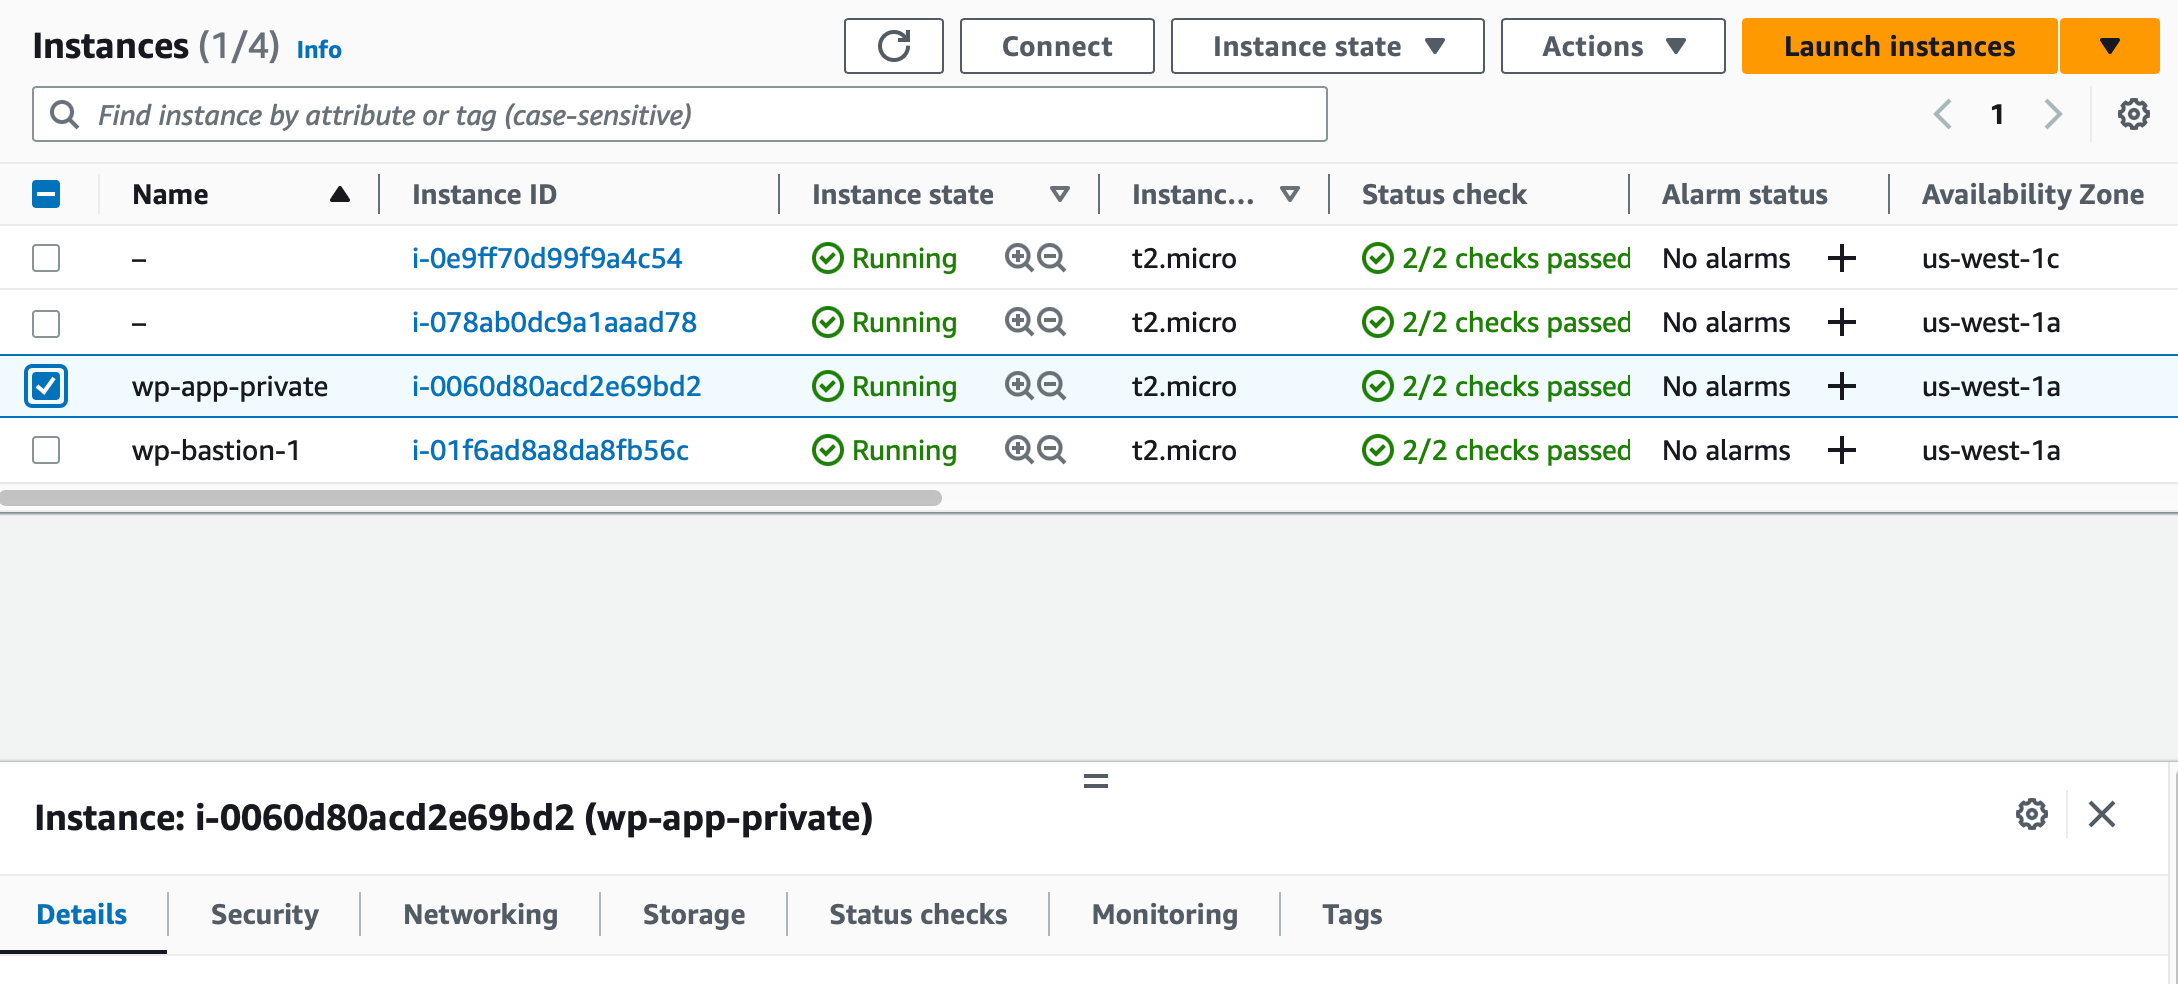 Instances (1/4) Info Connect Instance state Actions Launch instances
Find instance by attribute or tag (case-sensitive) 1
Name Instance ID Instance state Instanc... Status check Alarm status Availability Zone
– i-0e9ff70d99f9a4c54 Running t2.micro 2/2 checks passed No alarms + us-west-1c
– i-078ab0dc9a1aaad78 Running t2.micro 2/2 checks passed No alarms + us-west-1a
wp-app-private i-0060d80acd2e69bd2 Running t2.micro 2/2 checks passed No alarms + us-west-1a
wp-bastion-1 i-01f6ad8a8da8fb56c Running t2.micro 2/2 checks passed No alarms + us-west-1a
Instance: i-0060d80acd2e69bd2 (wp-app-private)
Details Security Networking Storage Status checks Monitoring Tags